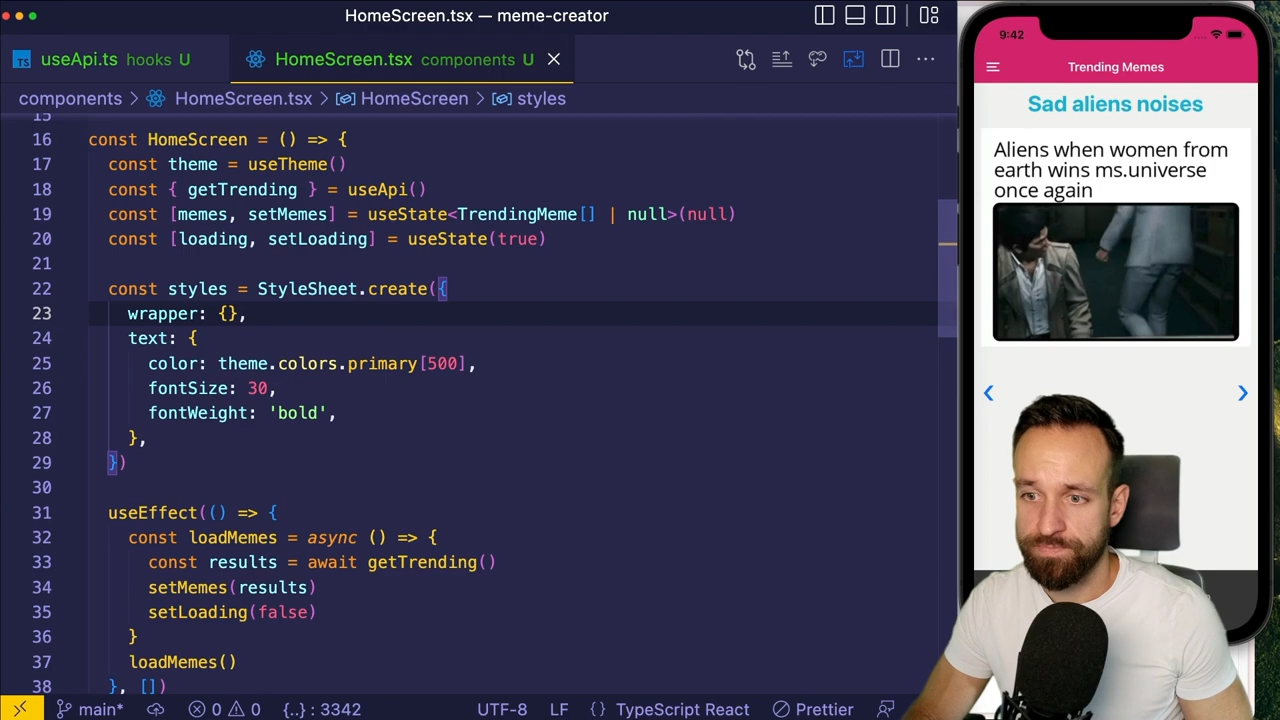 HomeScreen.tsx — meme-creator
TS useApi.ts hooks U
HomeScreen.tsx components U
components > HomeScreen.tsx > HomeScreen > styles
15
16 const HomeScreen = () => {
17 const theme = useTheme()
18 const { getTrending } = useApi()
19 const [memes, setMemes] = useState<TrendingMeme[] | null>(null)
20 const [loading, setLoading] = useState(true)
21
22 const styles = StyleSheet.create({
23 wrapper: {},
24 text: {
25 color: theme.colors.primary[500],
26 fontSize: 30,
27 fontWeight: 'bold',
28 },
29 })
30
31 useEffect(() => {
32 const loadMemes = async () => {
33 const results = await getTrending()
34 setMemes(results)
35 setLoading(false)
36 }
37 loadMemes()
38 }, [])
main* 0 0 {..} : 3342 UTF-8 LF {} TypeScript React Prettier
9:42
Trending Memes
Sad aliens noises
Aliens when women from
earth wins ms.universe
once again